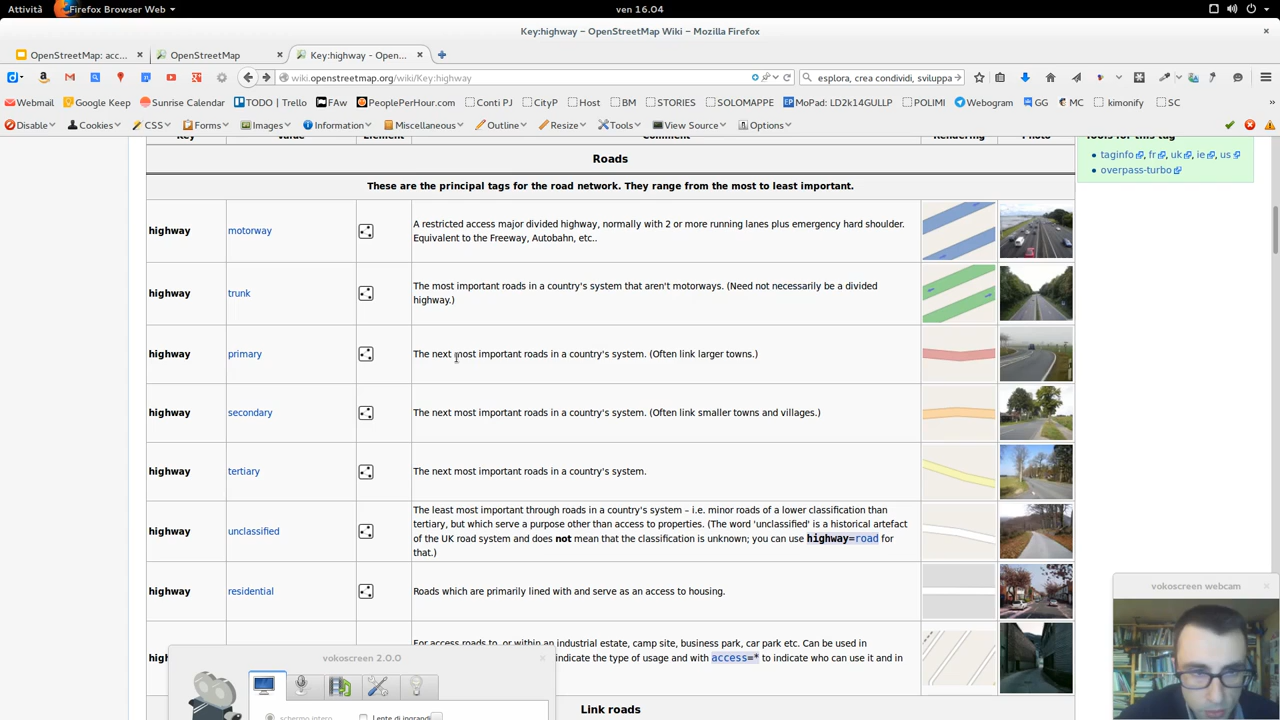 Attività Firefox Browser Web ven 16.04
Key:highway – OpenStreetMap Wiki – Mozilla Firefox
OpenStreetMap: acc... OpenStreetMap Key:highway - Open...
wiki.openstreetmap.org/wiki/Key:highway esplora, crea condividi, sviluppa
Webmail Google Keep Sunrise Calendar TODO | Trello FAw PeoplePerHour.com Conti PJ CityP Host BM STORIES SOLOMAPPE MoPad: LD2k14GULLP POLIMI Webogram GG MC kimonify SC
Disable Cookies CSS Forms Images Information Miscellaneous Outline Resize Tools View Source Options
Key Value Element Comment Rendering Photo
Tools for this tag
taginfo, fr, uk, ie, us
overpass-turbo
Roads
These are the principal tags for the road network. They range from the most to least important.
highway motorway A restricted access major divided highway, normally with 2 or more running lanes plus emergency hard shoulder.
Equivalent to the Freeway, Autobahn, etc..
highway trunk The most important roads in a country's system that aren't motorways. (Need not necessarily be a divided
highway.)
highway primary The next most important roads in a country's system. (Often link larger towns.)
highway secondary The next most important roads in a country's system. (Often link smaller towns and villages.)
highway tertiary The next most important roads in a country's system.
highway unclassified The least most important through roads in a country's system – i.e. minor roads of a lower classification than
tertiary, but which serve a purpose other than access to properties. (The word 'unclassified' is a historical artefact
of the UK road system and does not mean that the classification is unknown; you can use highway=road for
that.)
highway residential Roads which are primarily lined with and serve as an access to housing.
For access roads to, or within an industrial estate, camp site, business park, car park etc. Can be used in
indicate the type of usage and with access=* to indicate who can use it and in
Link roads
vokoscreen webcam
vokoscreen 2.0.0
schermo intero Lente di ingrandi